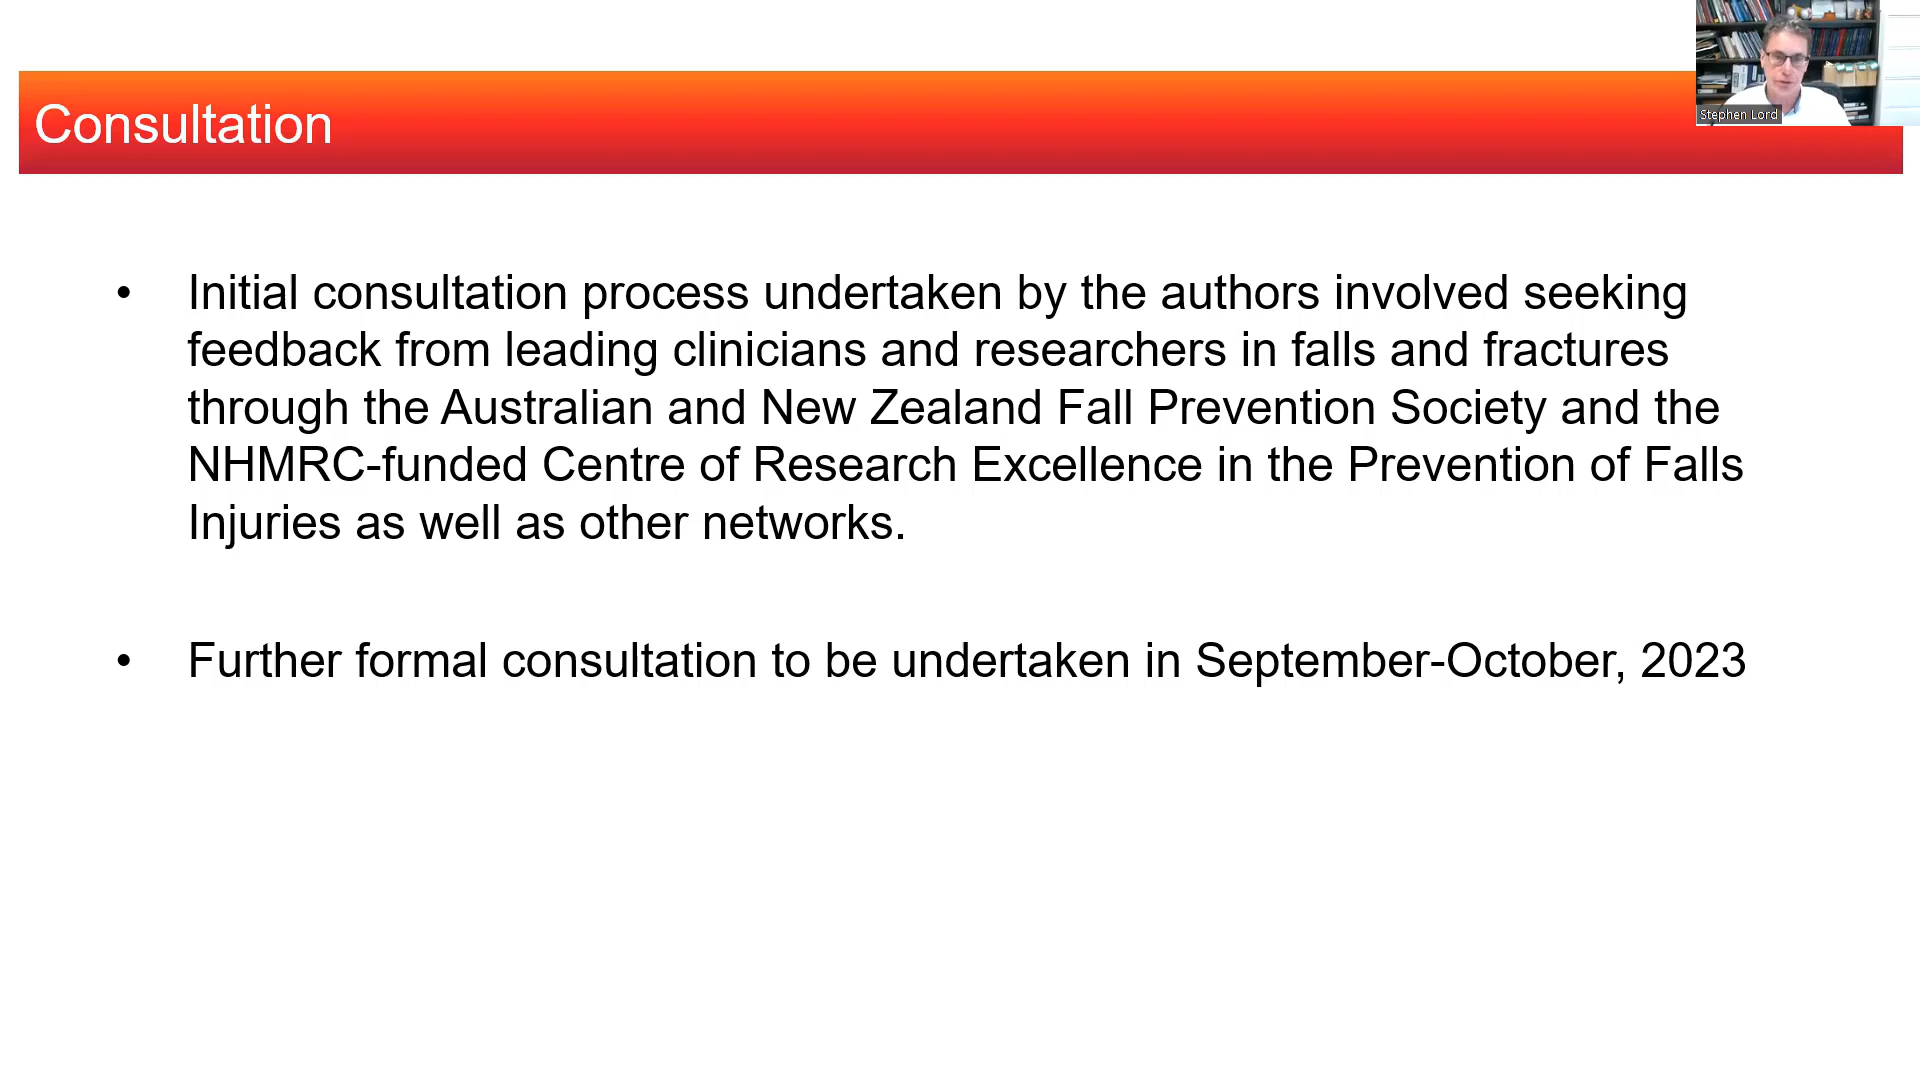 Stephen Lord
Consultation
• Initial consultation process undertaken by the authors involved seeking
feedback from leading clinicians and researchers in falls and fractures
through the Australian and New Zealand Fall Prevention Society and the
NHMRC-funded Centre of Research Excellence in the Prevention of Falls
Injuries as well as other networks.
• Further formal consultation to be undertaken in September-October, 2023